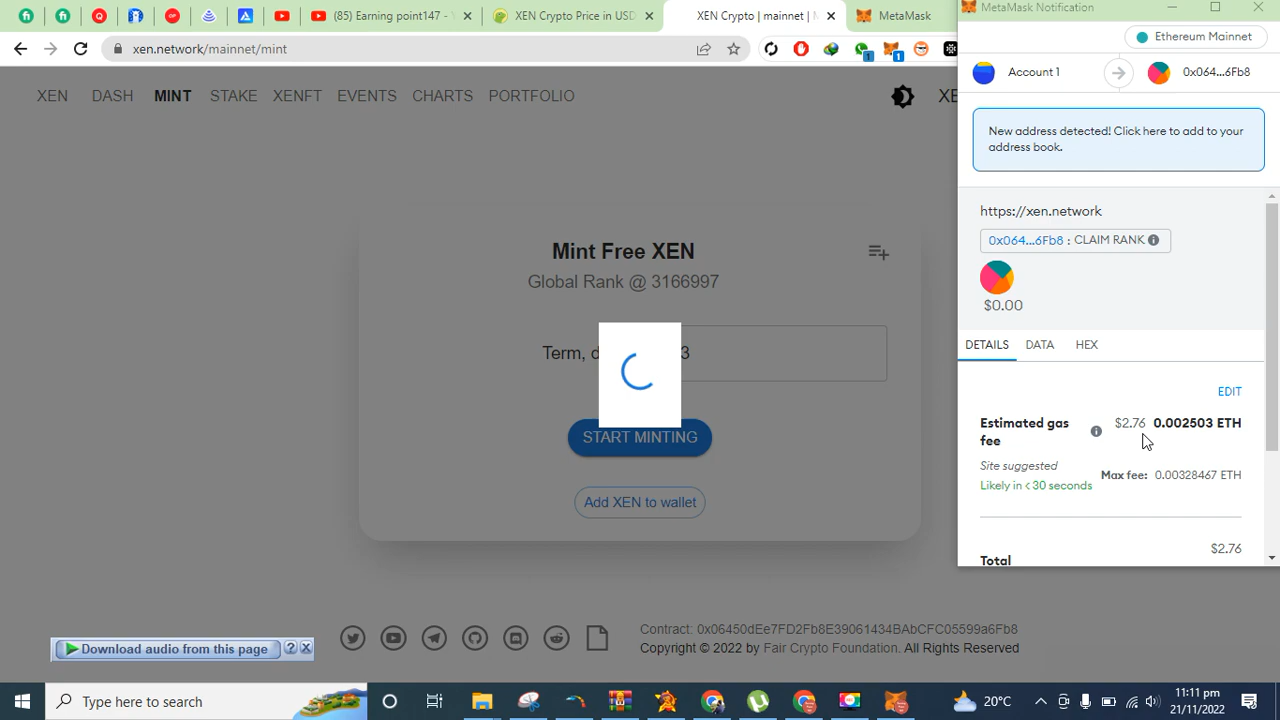 (85) Earning point147 -
XEN Crypto Price in USD
XEN Crypto | mainnet | M
MetaMask
MetaMask Notification
xen.network/mainnet/mint
1
1
Ethereum Mainnet
Account 1
0x064...6Fb8
XEN DASH MINT STAKE XENFT EVENTS CHARTS PORTFOLIO
XE
New address detected! Click here to add to your
address book.
https://xen.network
0x064...6Fb8 : CLAIM RANK
$0.00
DETAILS DATA HEX
EDIT
Estimated gas
fee
$2.76 0.002503 ETH
Site suggested
Likely in < 30 seconds
Max fee: 0.00328467 ETH
$2.76
Total
Mint Free XEN
Global Rank @ 3166997
Term, d
3
START MINTING
Add XEN to wallet
Contract: 0x06450dEe7FD2Fb8E39061434BAbCFC05599a6Fb8
Copyright © 2022 by Fair Crypto Foundation. All Rights Reserved
Download audio from this page
?
Type here to search
20°C
11:11 pm
21/11/2022